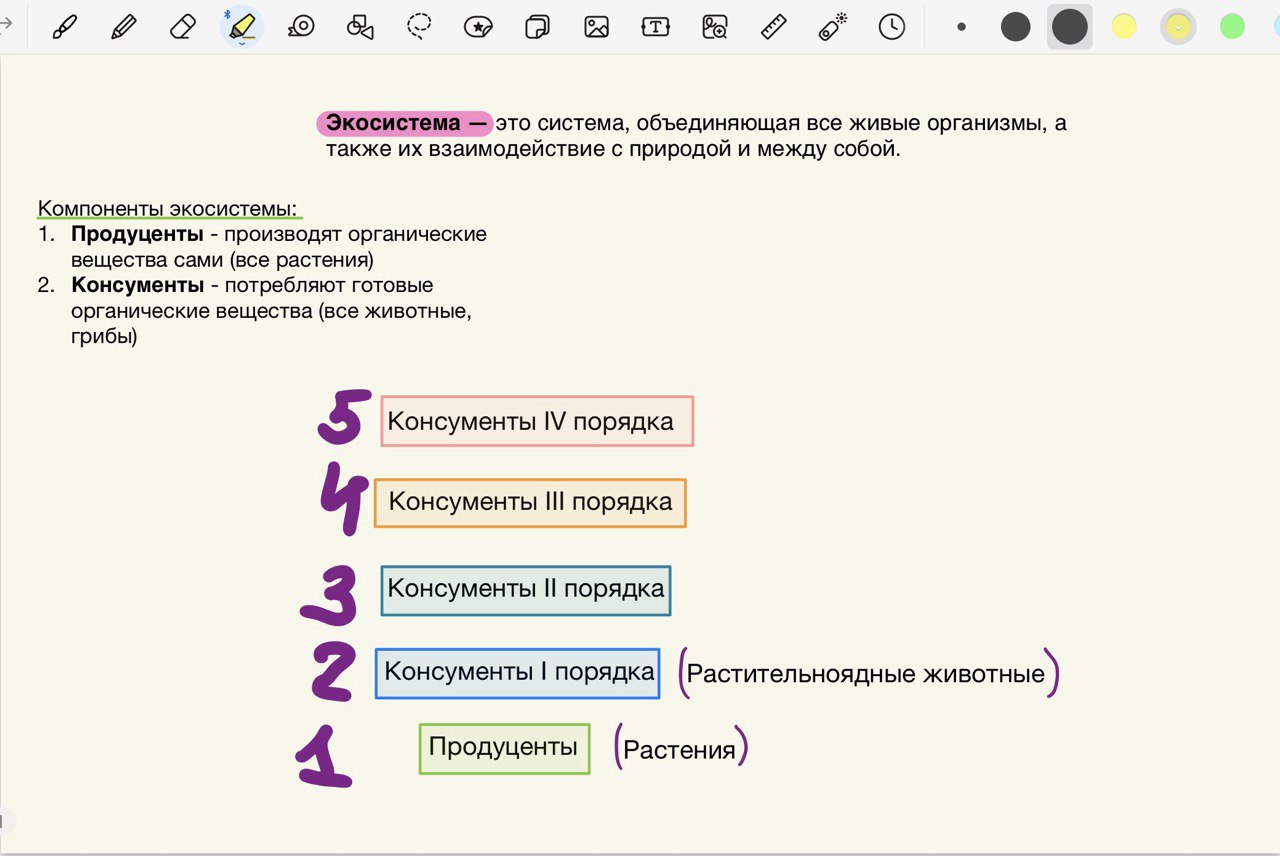 Экосистема — это система, объединяющая все живые организмы, а
также их взаимодействие с природой и между собой.
Компоненты экосистемы:
1. Продуценты - производят органические
вещества сами (все растения)
2. Консументы - потребляют готовые
органические вещества (все животные,
грибы)
5 Консументы IV порядка
4 Консументы III порядка
3 Консументы II порядка
2 Консументы I порядка (Растительноядные животные)
1 Продуценты (Растения)